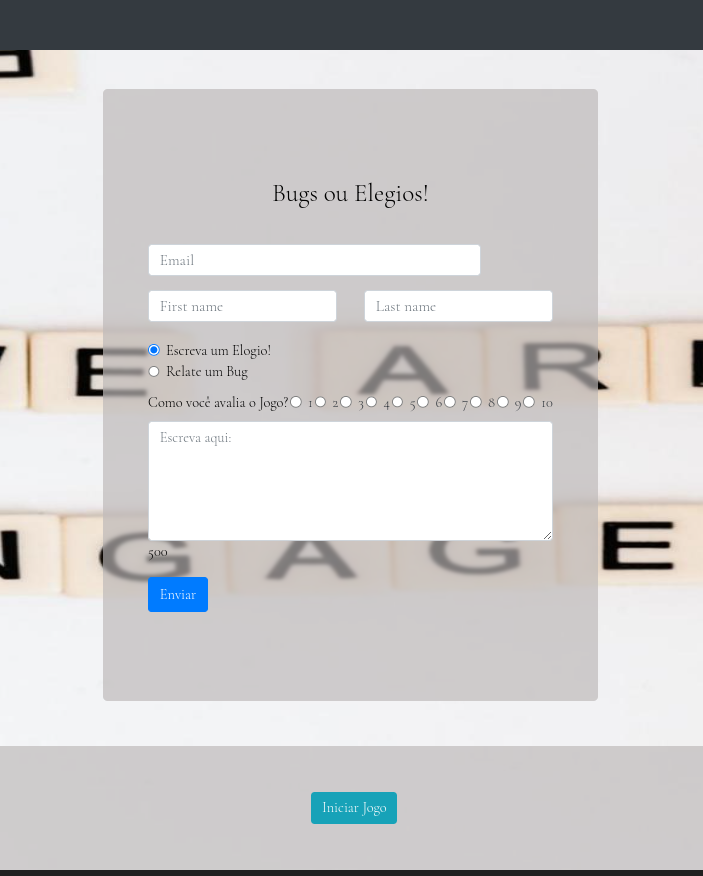 Bugs ou Elegios!
Email
First name Last name
Escreva um Elogio!
Relate um Bug
Como você avalia o Jogo? 1 2 3 4 5 6 7 8 9 10
Escreva aqui:
E A R
500
G A G E
Enviar
Iniciar Jogo